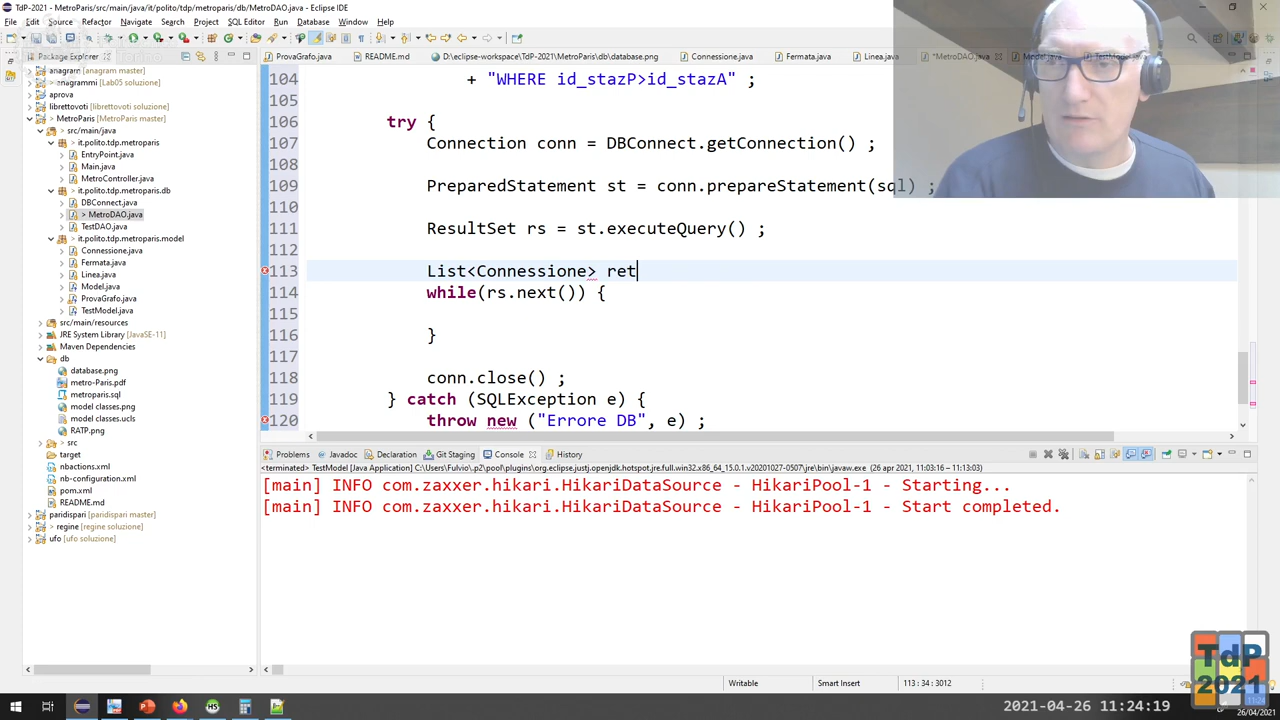 TdP-2021 - MetroParis/src/main/java/it/polito/tdp/metroparis/db/MetroDAO.java - Eclipse IDE
File Edit Source Refactor Navigate Search Project SQL Editor Run Database Window Help
Package Explorer
ProvaGrafo.java README.md D:\eclipse-workspace\TdP-2021\MetroParis\db\database.png Connessione.java Fermata.java Linea.java *MetroDAO.java Model.java TestModel.java
anagram (anagram master)
anagrammi [Lab05 soluzione]
aprova
librettovoti (librettovoti soluzione)
MetroParis [MetroParis master]
src/main/java
it.polito.tdp.metroparis
EntryPoint.java
Main.java
MetroController.java
it.polito.tdp.metroparis.db
DBConnect.java
> MetroDAO.java
TestDAO.java
it.polito.tdp.metroparis.model
Connessione.java
Fermata.java
Linea.java
Model.java
ProvaGrafo.java
TestModel.java
src/main/resources
JRE System Library [JavaSE-11]
Maven Dependencies
db
database.png
metro-Paris.pdf
metroparis.sql
model classes.png
model classes.ucls
RATP.png
src
target
nbactions.xml
nb-configuration.xml
pom.xml
README.md
paridispari (paridispari master)
regine (regine soluzione)
ufo (ufo soluzione)
104 + "WHERE id_stazP>id_stazA" ;
105
106 try {
107 Connection conn = DBConnect.getConnection() ;
108
109 PreparedStatement st = conn.prepareStatement(sql) ;
110
111 ResultSet rs = st.executeQuery() ;
112
113 List<Connessione> ret
114 while(rs.next()) {
115
116 }
117
118 conn.close() ;
119 } catch (SQLException e) {
120 throw new ("Errore DB", e) ;
Problems Javadoc Declaration Git Staging Console History
<terminated> TestModel [Java Application] C:\Users\Fulvio\.p2\pool\plugins\org.eclipse.justj.openjdk.hotspot.jre.full.win32.x86_64_15.0.1.v20201027-0507\jre\bin\javaw.exe (26 apr 2021, 11:03:16 – 11:13:03)
[main] INFO com.zaxxer.hikari.HikariDataSource - HikariPool-1 - Starting...
[main] INFO com.zaxxer.hikari.HikariDataSource - HikariPool-1 - Start completed.
TdP
2021
Writable Smart Insert 113 : 34 : 3012
2021-04-26 11:24:19
26/04/2021